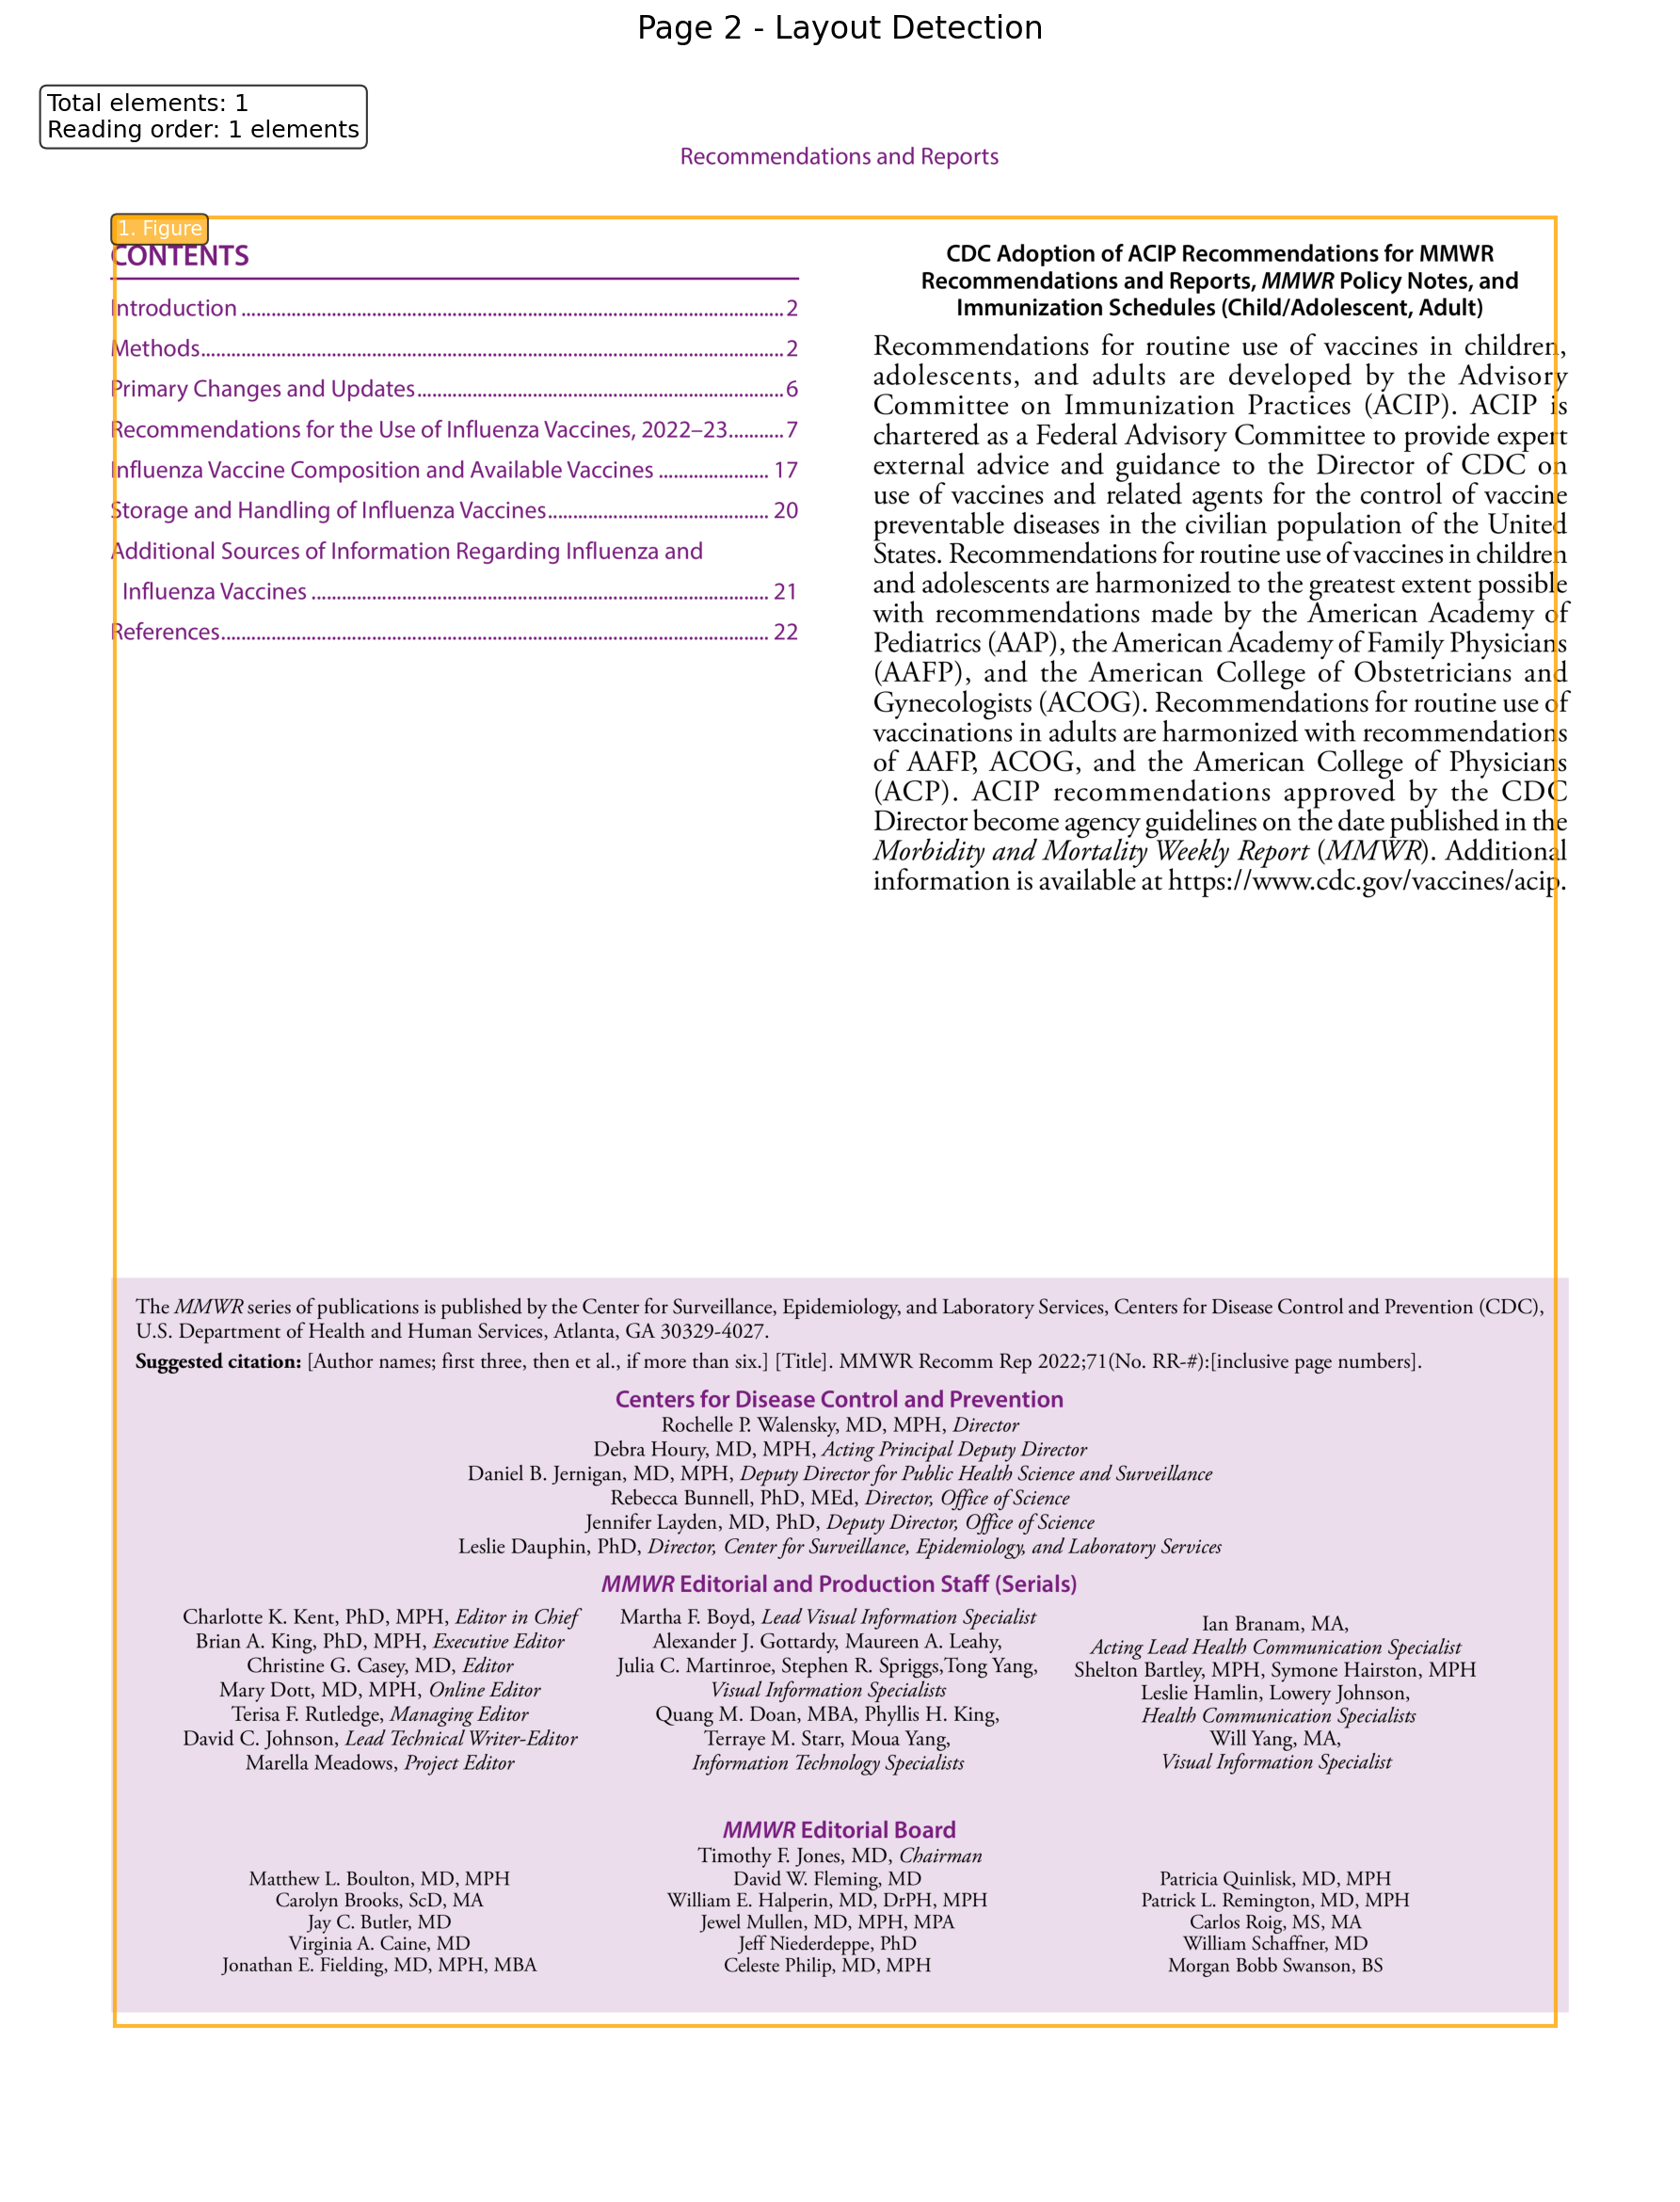 Page 2 - Layout Detection
Total elements: 1
Reading order: 1 elements
Recommendations and Reports
1. Figure
CONTENTS
Introduction ............................................................................................................. 2
Methods.................................................................................................................... 2
Primary Changes and Updates......................................................................... 6
Recommendations for the Use of Influenza Vaccines, 2022–23........... 7
Influenza Vaccine Composition and Available Vaccines ...................... 17
Storage and Handling of Influenza Vaccines............................................ 20
Additional Sources of Information Regarding Influenza and
Influenza Vaccines ........................................................................................... 21
References............................................................................................................. 22
CDC Adoption of ACIP Recommendations for MMWR
Recommendations and Reports, MMWR Policy Notes, and
Immunization Schedules (Child/Adolescent, Adult)
Recommendations for routine use of vaccines in children,
adolescents, and adults are developed by the Advisory
Committee on Immunization Practices (ACIP). ACIP is
chartered as a Federal Advisory Committee to provide expert
external advice and guidance to the Director of CDC on
use of vaccines and related agents for the control of vaccine
preventable diseases in the civilian population of the United
States. Recommendations for routine use of vaccines in children
and adolescents are harmonized to the greatest extent possible
with recommendations made by the American Academy of
Pediatrics (AAP), the American Academy of Family Physicians
(AAFP), and the American College of Obstetricians and
Gynecologists (ACOG). Recommendations for routine use of
vaccinations in adults are harmonized with recommendations
of AAFP, ACOG, and the American College of Physicians
(ACP). ACIP recommendations approved by the CDC
Director become agency guidelines on the date published in the
Morbidity and Mortality Weekly Report (MMWR). Additional
information is available at https://www.cdc.gov/vaccines/acip.
The MMWR series of publications is published by the Center for Surveillance, Epidemiology, and Laboratory Services, Centers for Disease Control and Prevention (CDC),
U.S. Department of Health and Human Services, Atlanta, GA 30329-4027.
Suggested citation: [Author names; first three, then et al., if more than six.] [Title]. MMWR Recomm Rep 2022;71(No. RR-#):[inclusive page numbers].
Centers for Disease Control and Prevention
Rochelle P. Walensky, MD, MPH, Director
Debra Houry, MD, MPH, Acting Principal Deputy Director
Daniel B. Jernigan, MD, MPH, Deputy Director for Public Health Science and Surveillance
Rebecca Bunnell, PhD, MEd, Director, Office of Science
Jennifer Layden, MD, PhD, Deputy Director, Office of Science
Leslie Dauphin, PhD, Director, Center for Surveillance, Epidemiology, and Laboratory Services
MMWR Editorial and Production Staff (Serials)
Charlotte K. Kent, PhD, MPH, Editor in Chief
Brian A. King, PhD, MPH, Executive Editor
Christine G. Casey, MD, Editor
Mary Dott, MD, MPH, Online Editor
Terisa F. Rutledge, Managing Editor
David C. Johnson, Lead Technical Writer-Editor
Marella Meadows, Project Editor
Martha F. Boyd, Lead Visual Information Specialist
Alexander J. Gottardy, Maureen A. Leahy,
Julia C. Martinroe, Stephen R. Spriggs,Tong Yang,
Visual Information Specialists
Quang M. Doan, MBA, Phyllis H. King,
Terraye M. Starr, Moua Yang,
Information Technology Specialists
Ian Branam, MA,
Acting Lead Health Communication Specialist
Shelton Bartley, MPH, Symone Hairston, MPH
Leslie Hamlin, Lowery Johnson,
Health Communication Specialists
Will Yang, MA,
Visual Information Specialist
MMWR Editorial Board
Timothy F. Jones, MD, Chairman
Matthew L. Boulton, MD, MPH
Carolyn Brooks, ScD, MA
Jay C. Butler, MD
Virginia A. Caine, MD
Jonathan E. Fielding, MD, MPH, MBA
David W. Fleming, MD
William E. Halperin, MD, DrPH, MPH
Jewel Mullen, MD, MPH, MPA
Jeff Niederdeppe, PhD
Celeste Philip, MD, MPH
Patricia Quinlisk, MD, MPH
Patrick L. Remington, MD, MPH
Carlos Roig, MS, MA
William Schaffner, MD
Morgan Bobb Swanson, BS